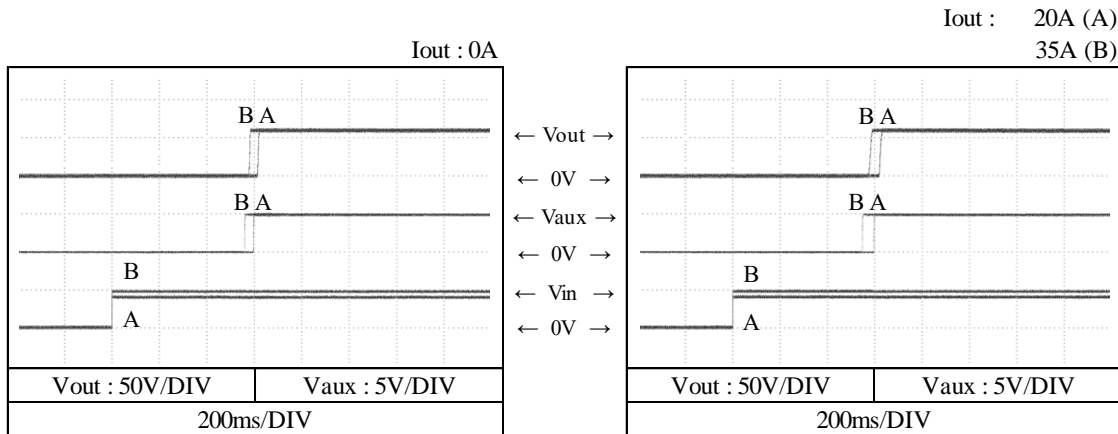 Iout : 20A (A)
Iout : 0A 35A (B)
B A ← Vout → B A
← 0V →
B A ← Vaux → B A
← 0V →
B ← Vin → B
A ← 0V → A
Vout : 50V/DIV Vaux : 5V/DIV Vout : 50V/DIV Vaux : 5V/DIV
200ms/DIV 200ms/DIV